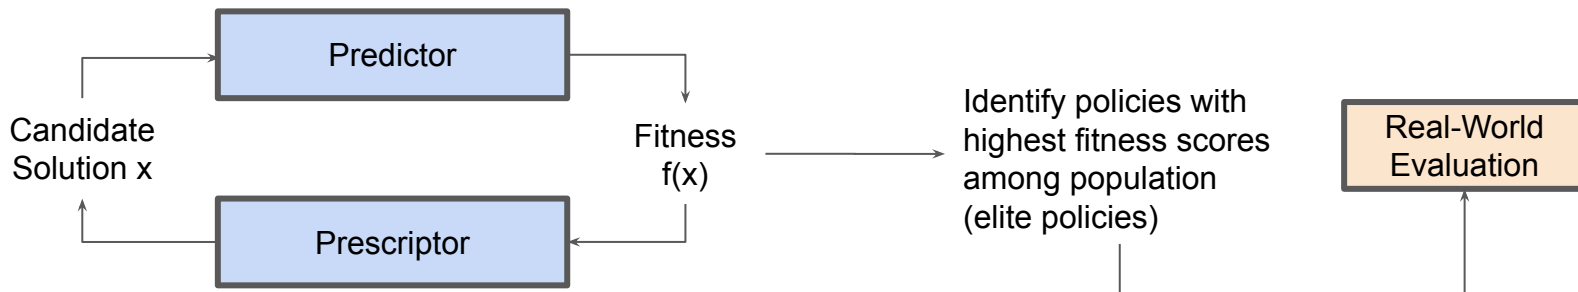 Predictor
Candidate
Solution x
Fitness
f(x)
Prescriptor
Identify policies with
highest fitness scores
among population
(elite policies)
Real-World
Evaluation